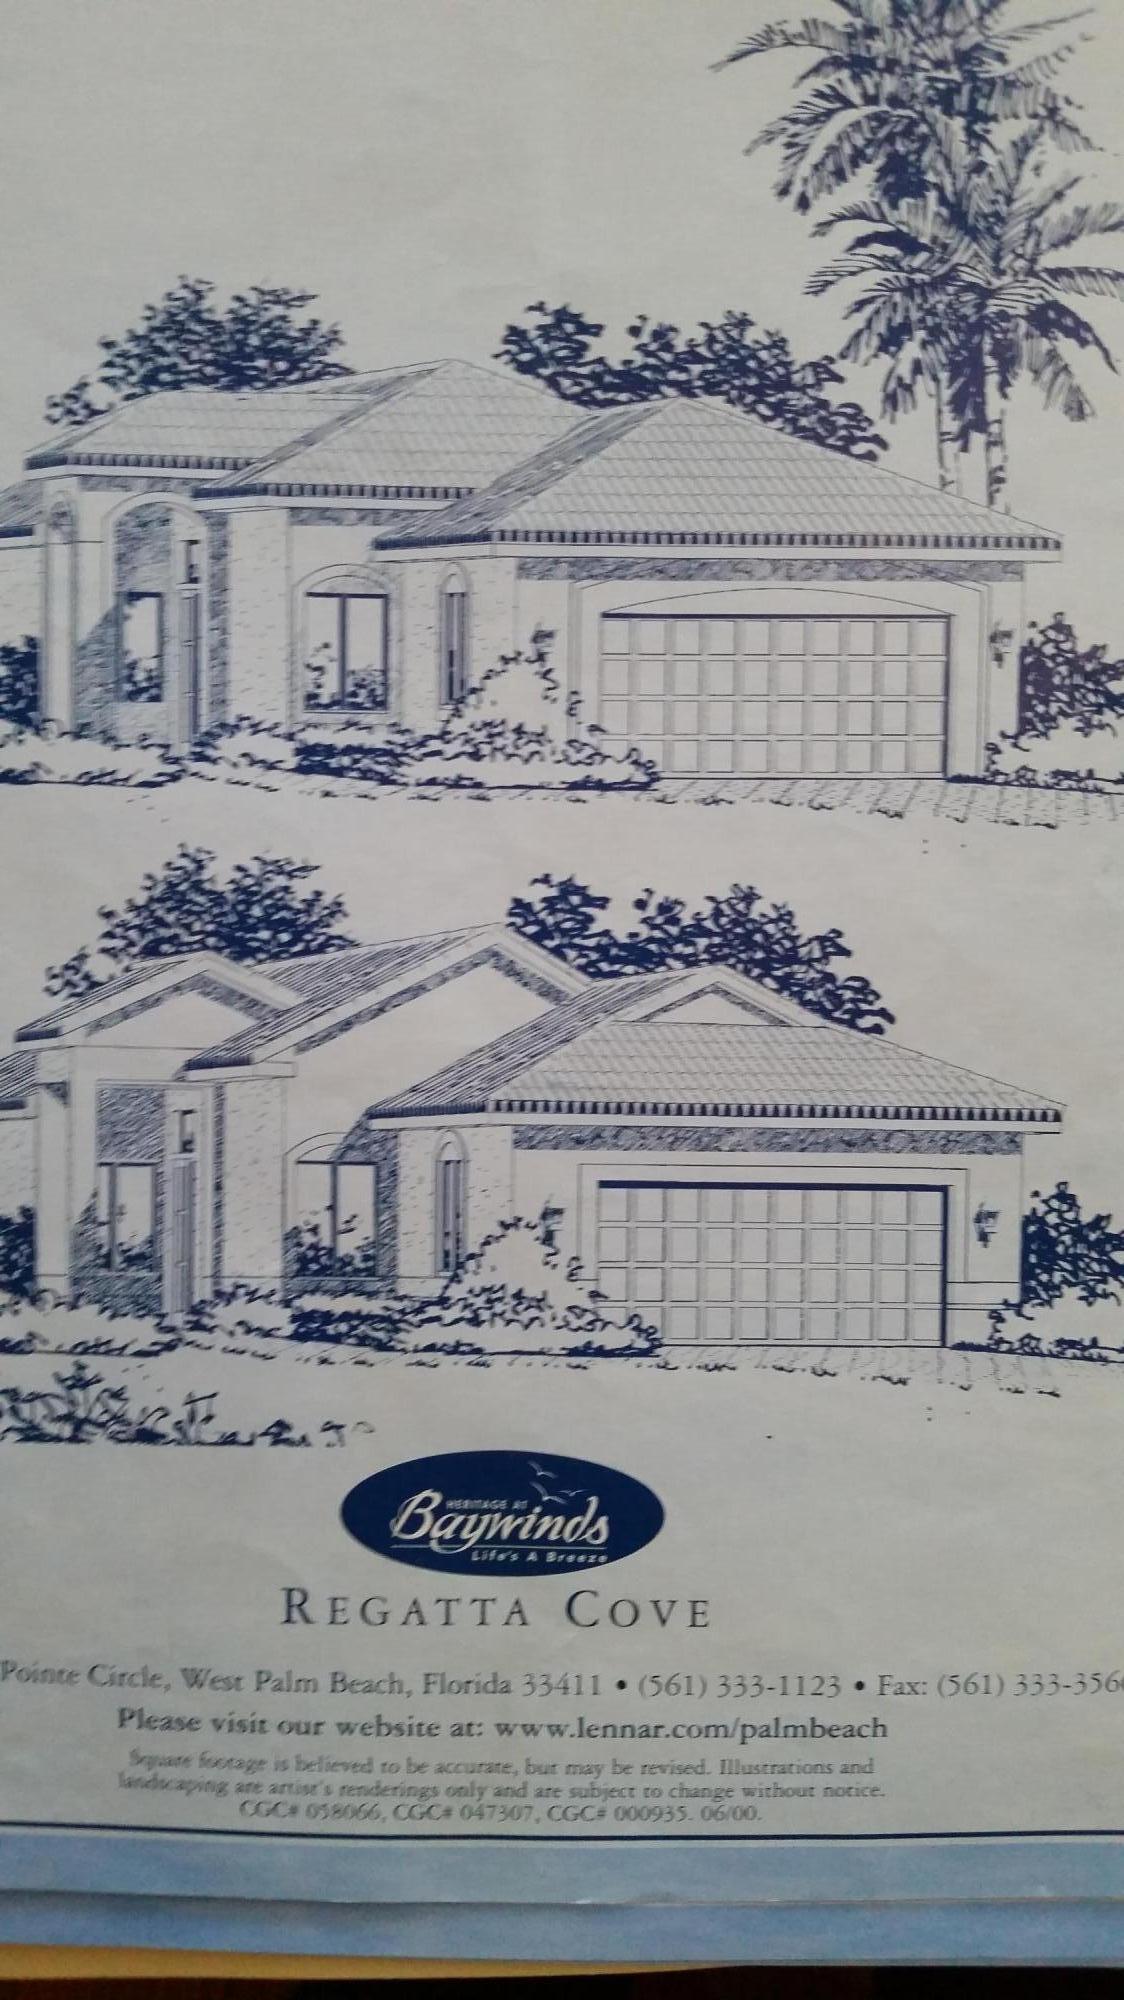 HERITAGE AT
Baywinds
Life's A Breeze
REGATTA COVE
Pointe Circle, West Palm Beach, Florida 33411 • (561) 333-1123 • Fax: (561) 333-356
Please visit our website at: www.lennar.com/palmbeach
Square footage is believed to be accurate, but may be revised. Illustrations and
landscaping are artist's renderings only and are subject to change without notice.
CGC# 058066, CGC# 047307, CGC# 000935. 06/00.